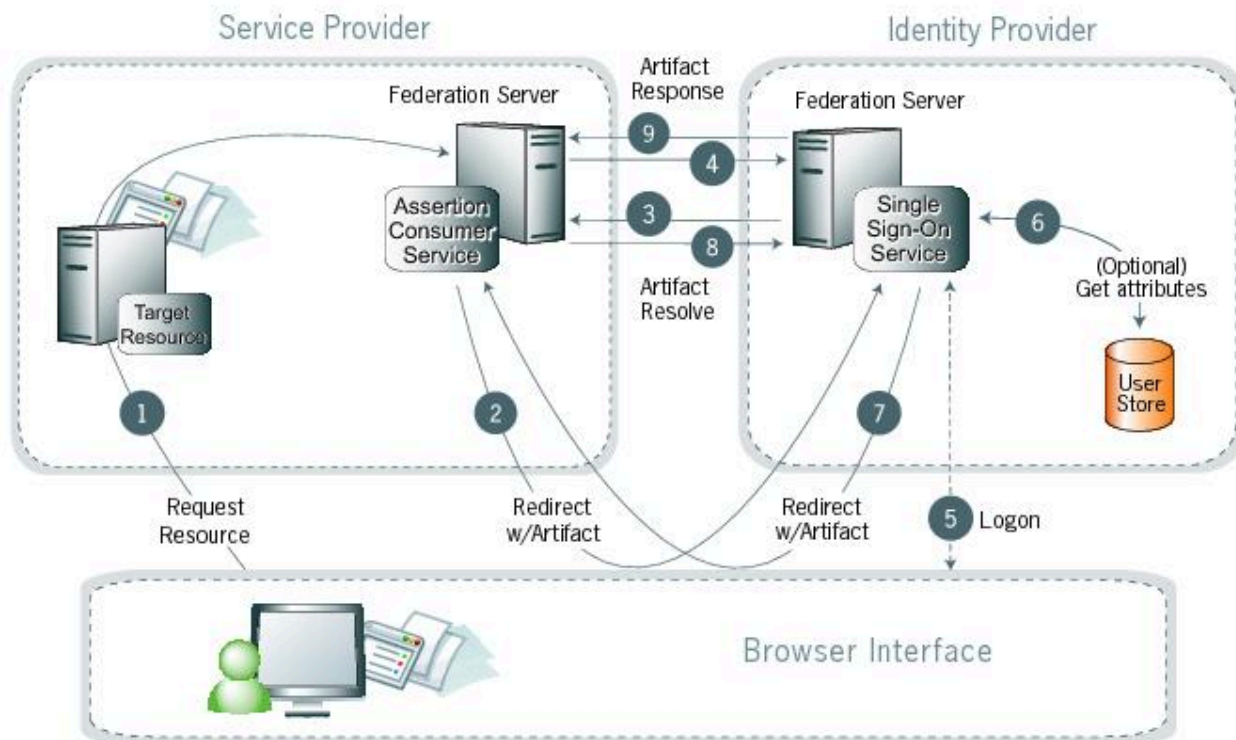 Service Provider
Identity Provider
Artifact
Response
Federation Server
Federation Server
9
4
3
8
Assertion
Consumer
Service
Single
Sign-On
Service
6
(Optional)
Get attributes
Target
Resource
Artifact
Resolve
User
Store
1
2
7
Request
Resource
Redirect
w/Artifact
Redirect
w/Artifact
5
Logon
Browser Interface